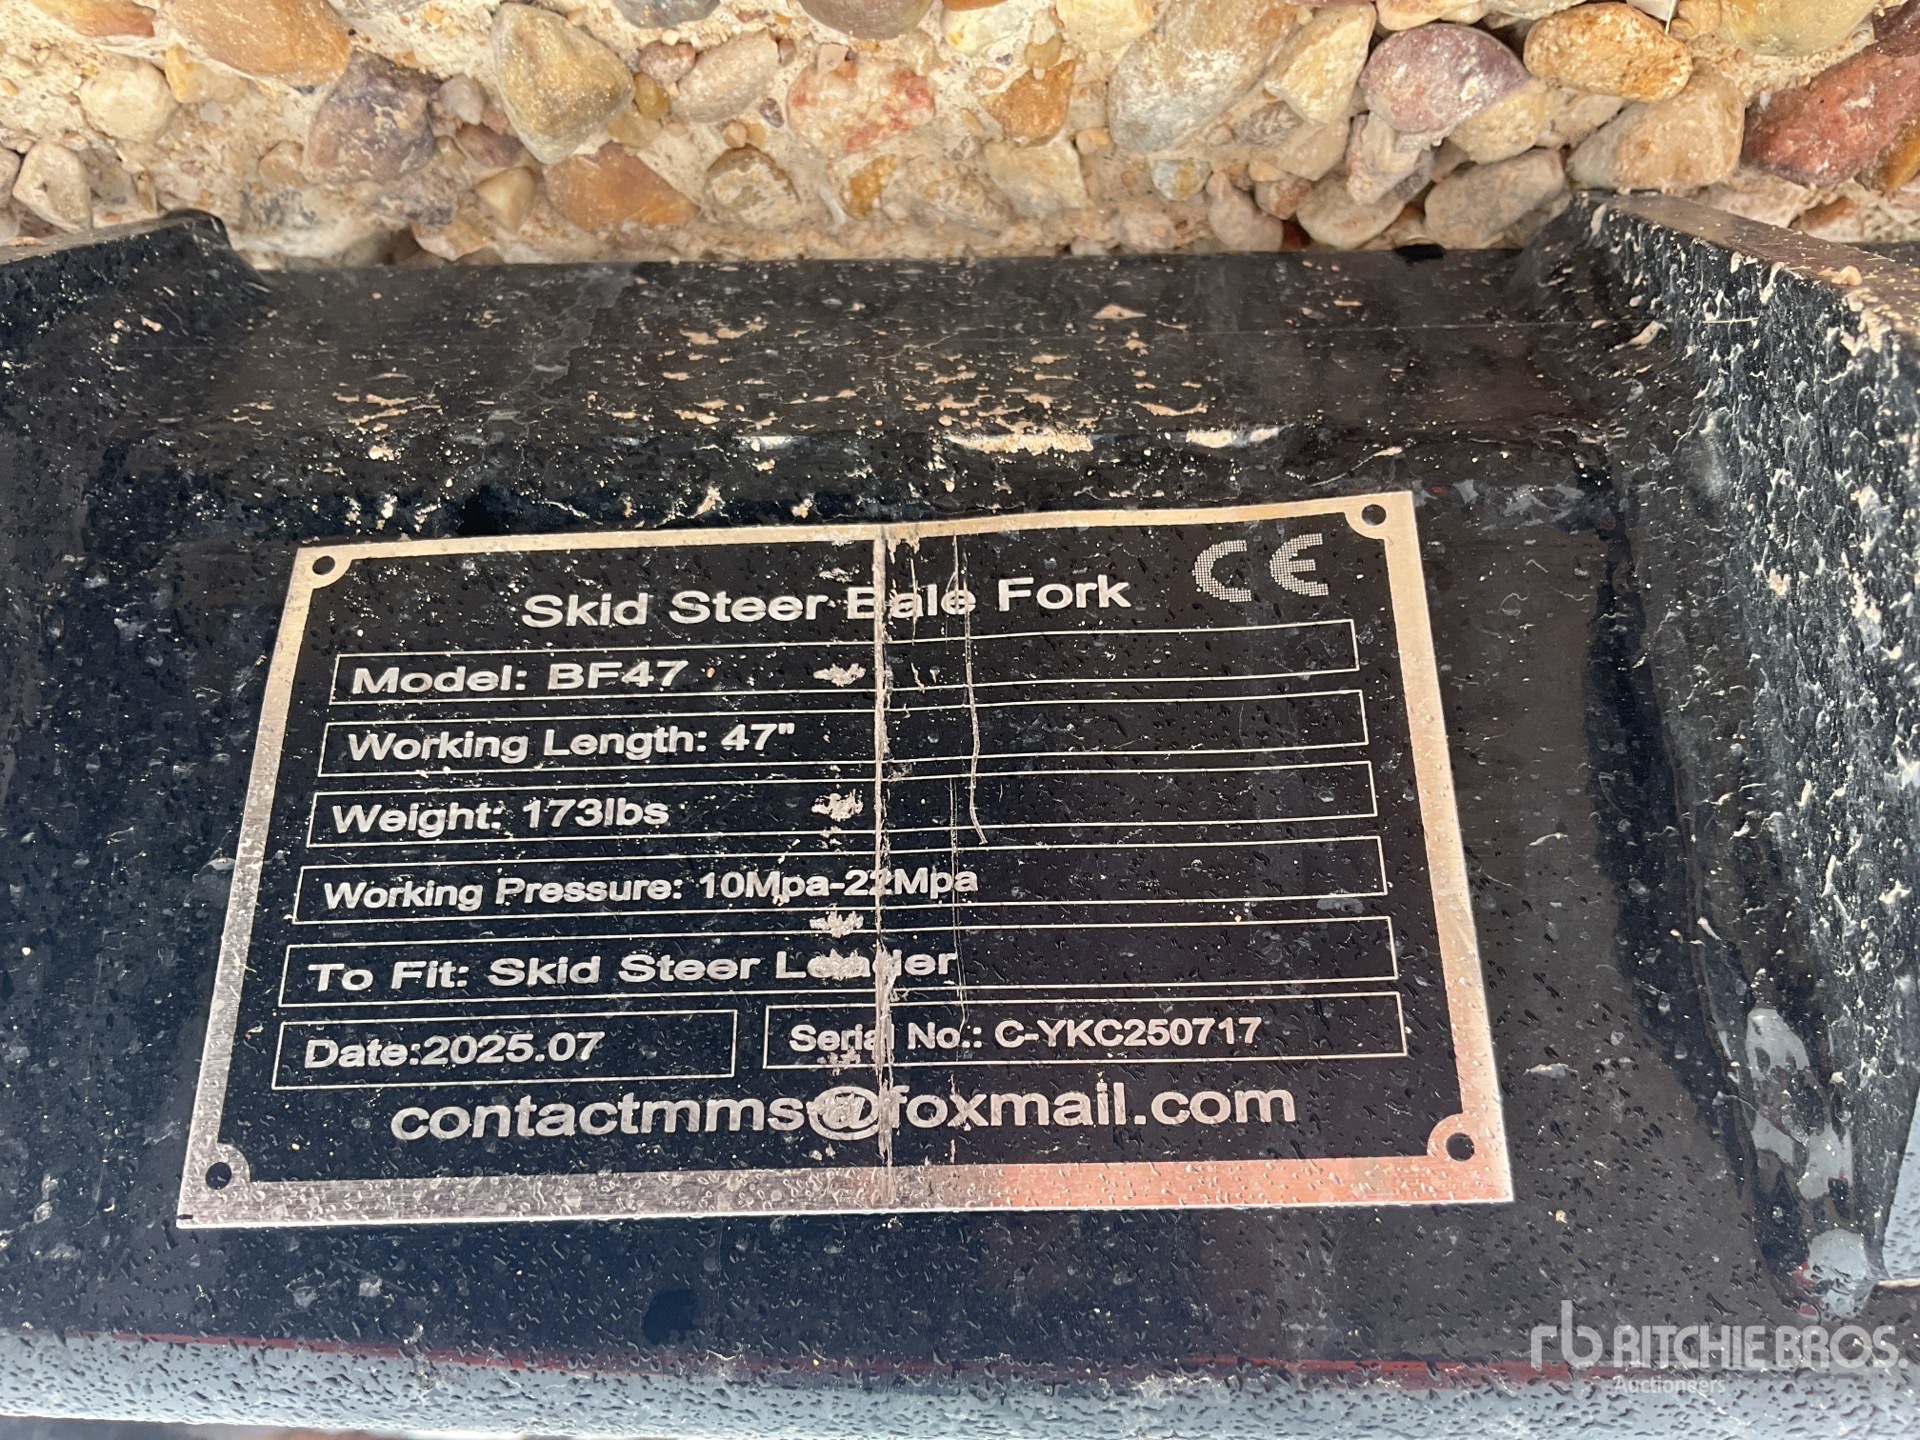 Skid Steer Bale Fork CE
Model: BF47
Working Length: 47"
Weight: 173lbs
Working Pressure: 10Mpa-22Mpa
To Fit: Skid Steer Loader
Date:2025.07 Serial No.: C-YKC250717
contactmms@foxmail.com
rb RITCHIE BROS.
Auctioneers